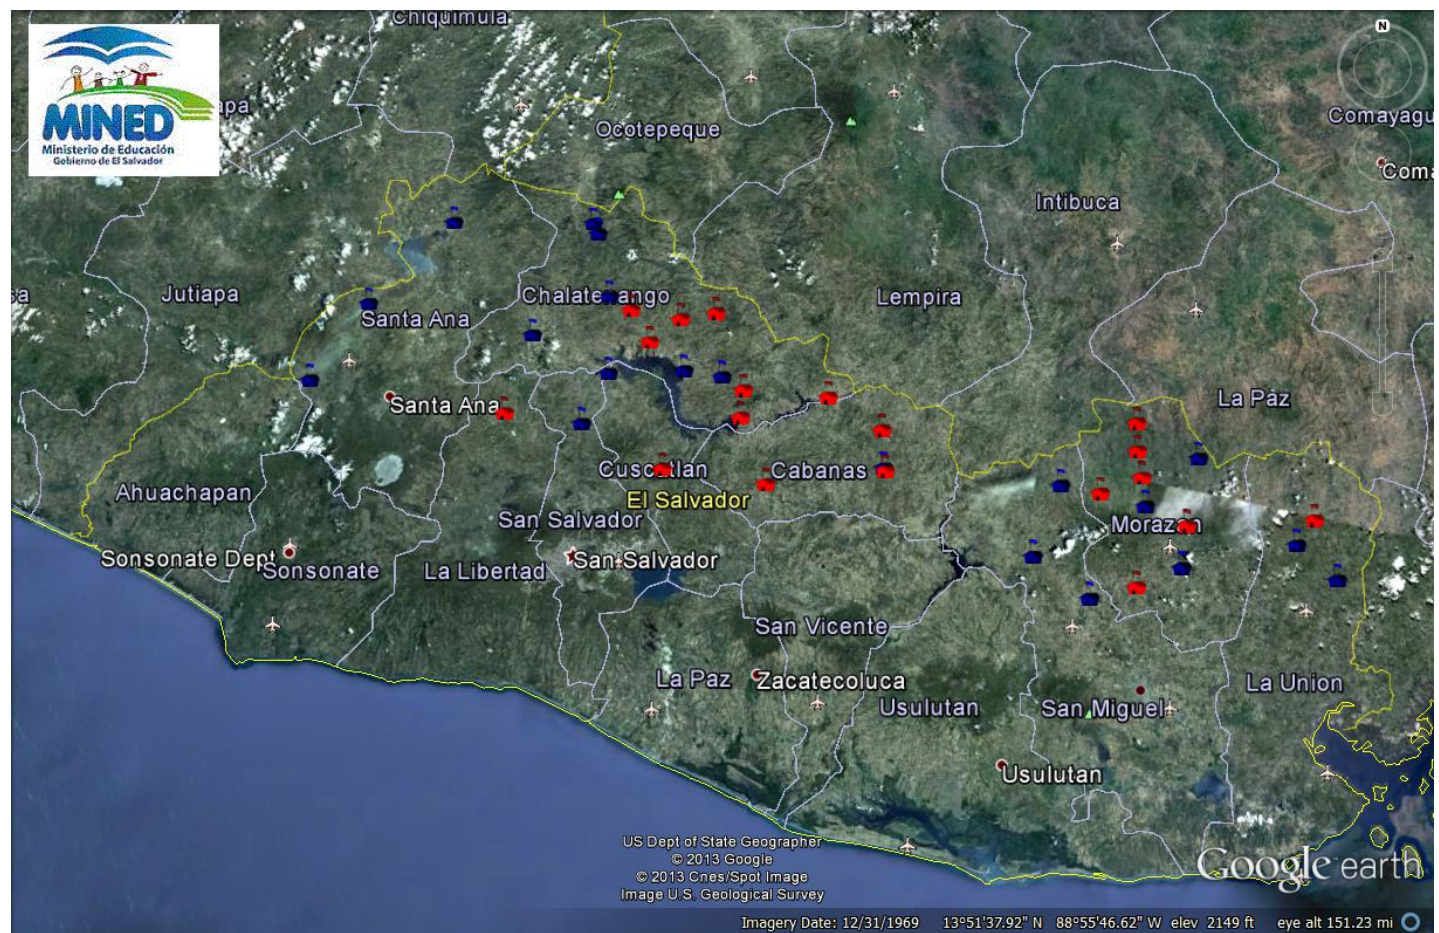 Chiquimula
MINED
Ministerio de Educación
Gobierno de El Salvador
apa
Ocotepeque
Comayagu
Coma
Intibuca
sa
Jutiapa
Chalatenango
Lempira
Santa Ana
La Paz
Santa Ana
Cuscatlan
Cabanas
Ahuachapan
El Salvador
San Salvador
Morazan
Sonsonate Dept
Sonsonate
La Libertad
San Salvador
San Vicente
La Paz
Zacatecoluca
La Union
Usulutan
San Miguel
Usulutan
US Dept of State Geographer
© 2013 Google
© 2013 Cnes/Spot Image
Image U.S. Geological Survey
Google earth
Imagery Date: 12/31/1969 13°51'37.92" N 88°55'46.62" W elev 2149 ft eye alt 151.23 mi
N